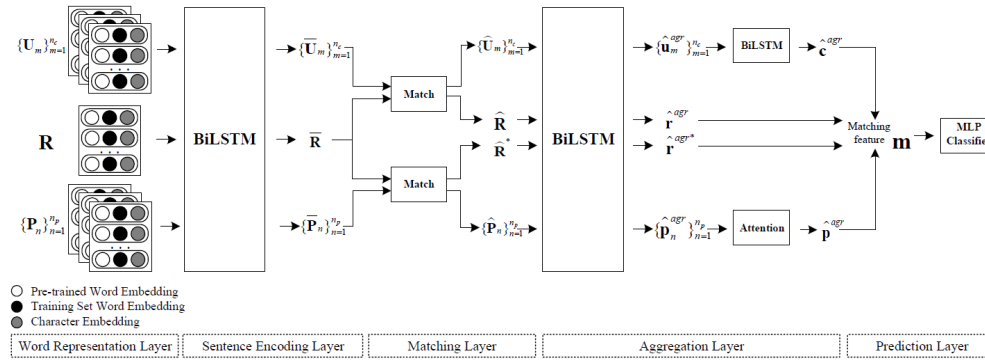 {U_m}_{m=1}^{n_c}
R
{P_n}_{n=1}^{n_p}
BiLSTM
{Ū_m}_{m=1}^{n_c}
R̄
{P̄_n}_{n=1}^{n_p}
Match
Match
{Û_m}_{m=1}^{n_c}
R̂
R̂*
{P̂_n}_{n=1}^{n_p}
BiLSTM
{û_m^{agr}}_{m=1}^{n_c}
BiLSTM
ĉ^{agr}
r̂^{agr}
r̂^{agr*}
{p̂_n^{agr}}_{n=1}^{n_p}
Attention
p̂^{agr}
Matching
feature
m
MLP
Classifie
Pre-trained Word Embedding
Training Set Word Embedding
Character Embedding
Word Representation Layer
Sentence Encoding Layer
Matching Layer
Aggregation Layer
Prediction Layer